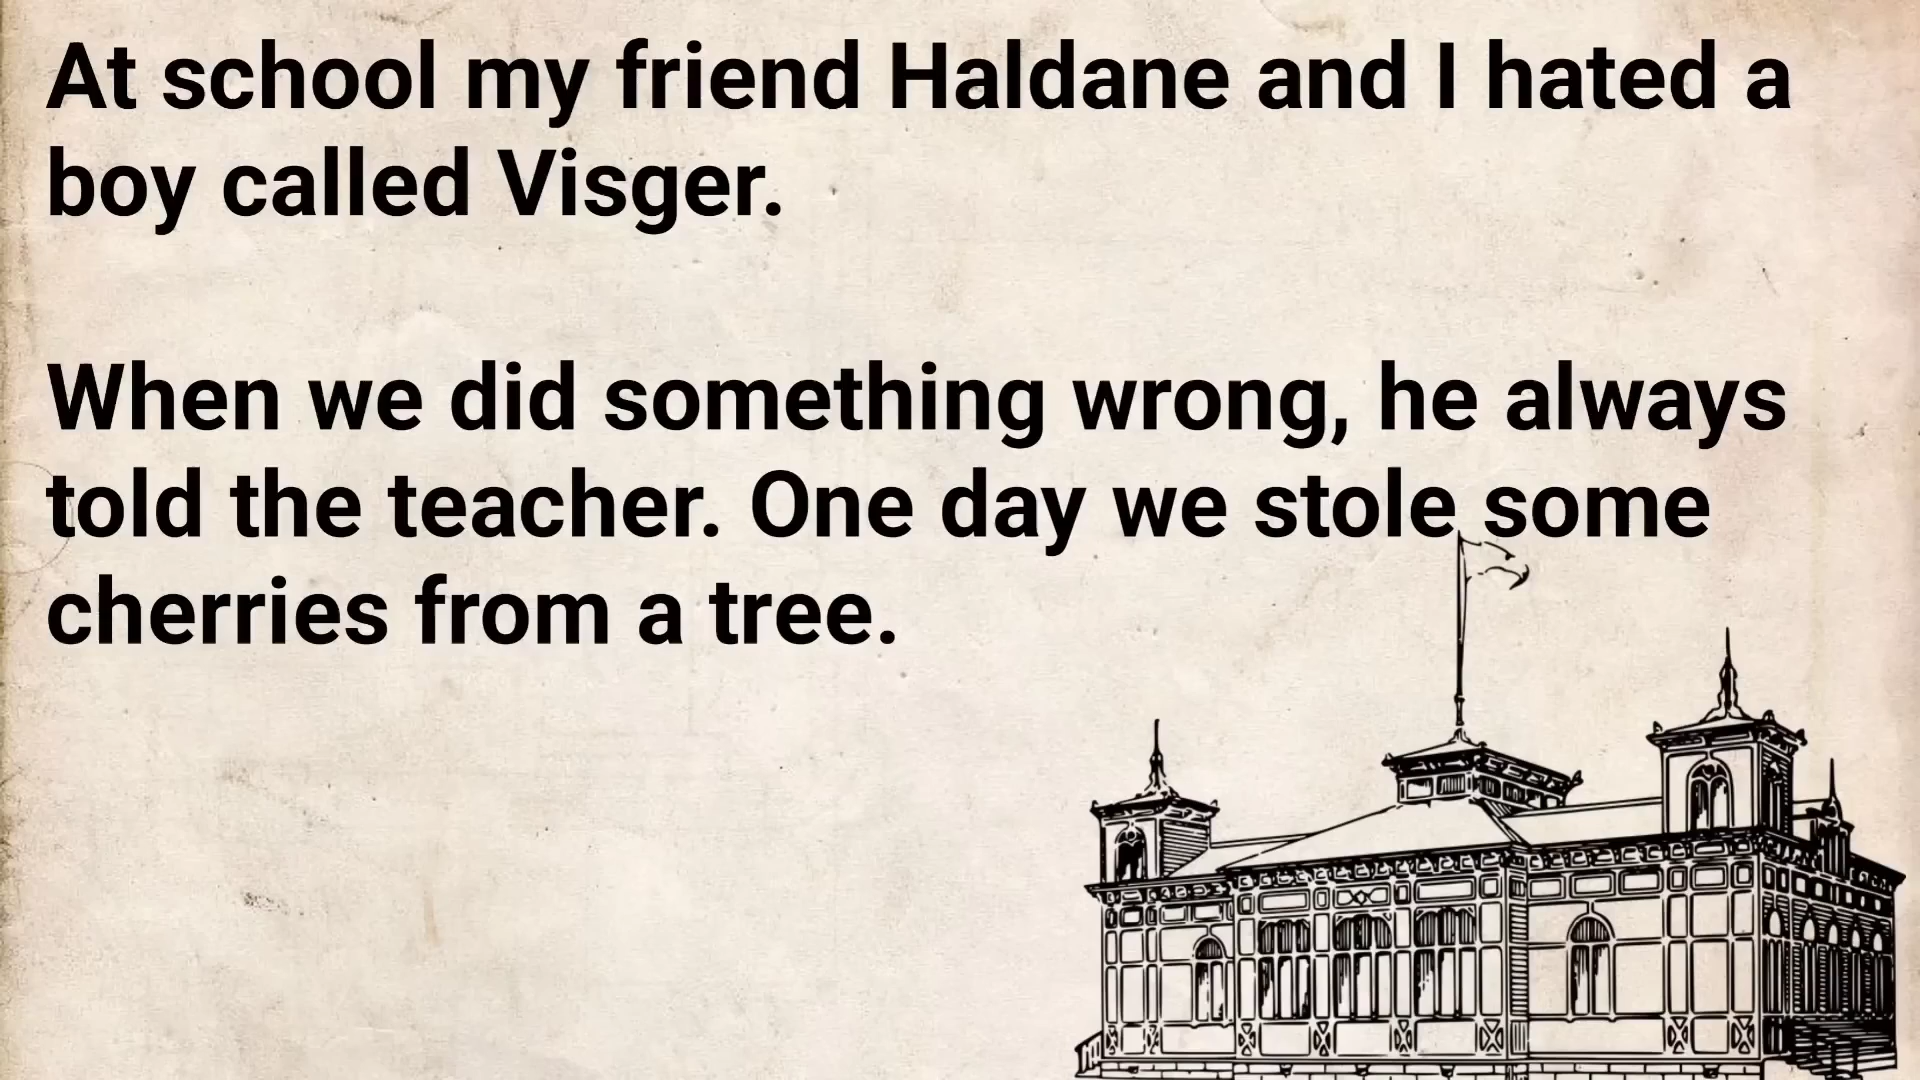 At school my friend Haldane and I hated a
boy called Visger.
When we did something wrong, he always
told the teacher. One day we stole some
cherries from a tree.